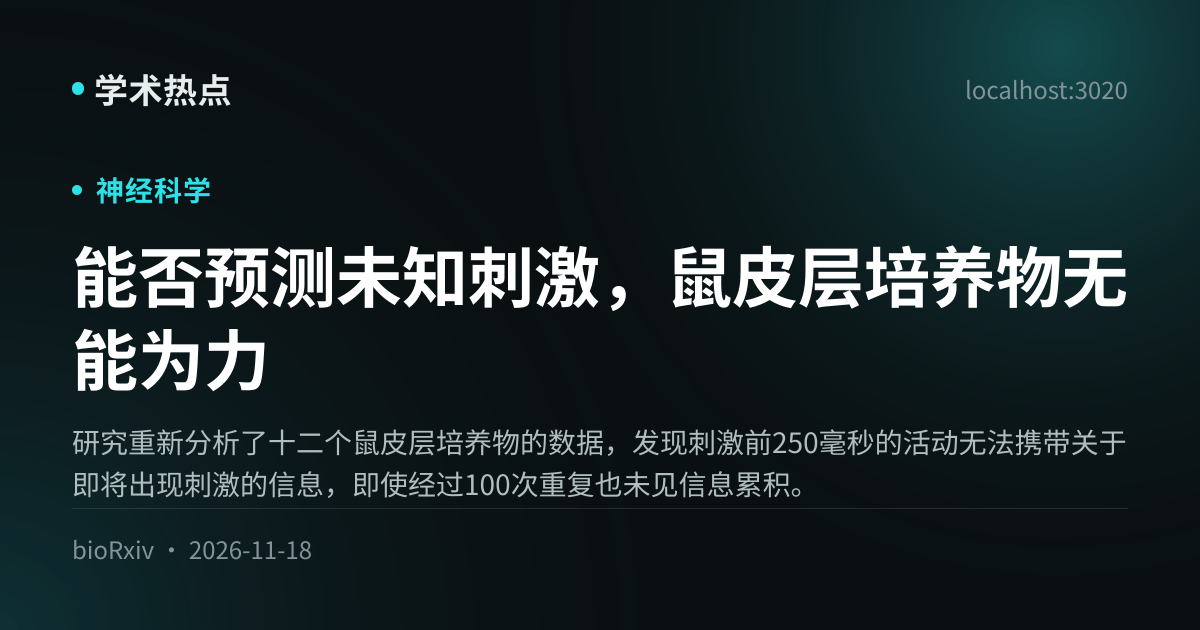 学术热点
localhost:3020
神经科学
能否预测未知刺激，鼠皮层培养物无
能为力
研究重新分析了十二个鼠皮层培养物的数据，发现刺激前250毫秒的活动无法携带关于
即将出现刺激的信息，即使经过100次重复也未见信息累积。
bioRxiv • 2026-11-18